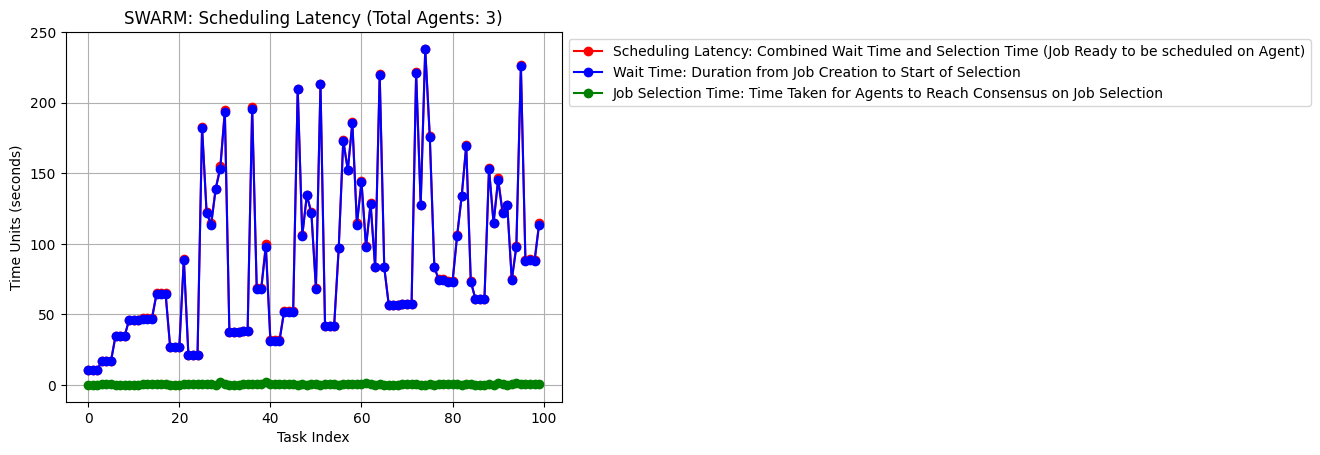 SWARM: Scheduling Latency (Total Agents: 3)
250
200
150
100
50
0
Time Units (seconds)
0 20 40 60 80 100
Task Index
Scheduling Latency: Combined Wait Time and Selection Time (Job Ready to be scheduled on Agent)
Wait Time: Duration from Job Creation to Start of Selection
Job Selection Time: Time Taken for Agents to Reach Consensus on Job Selection